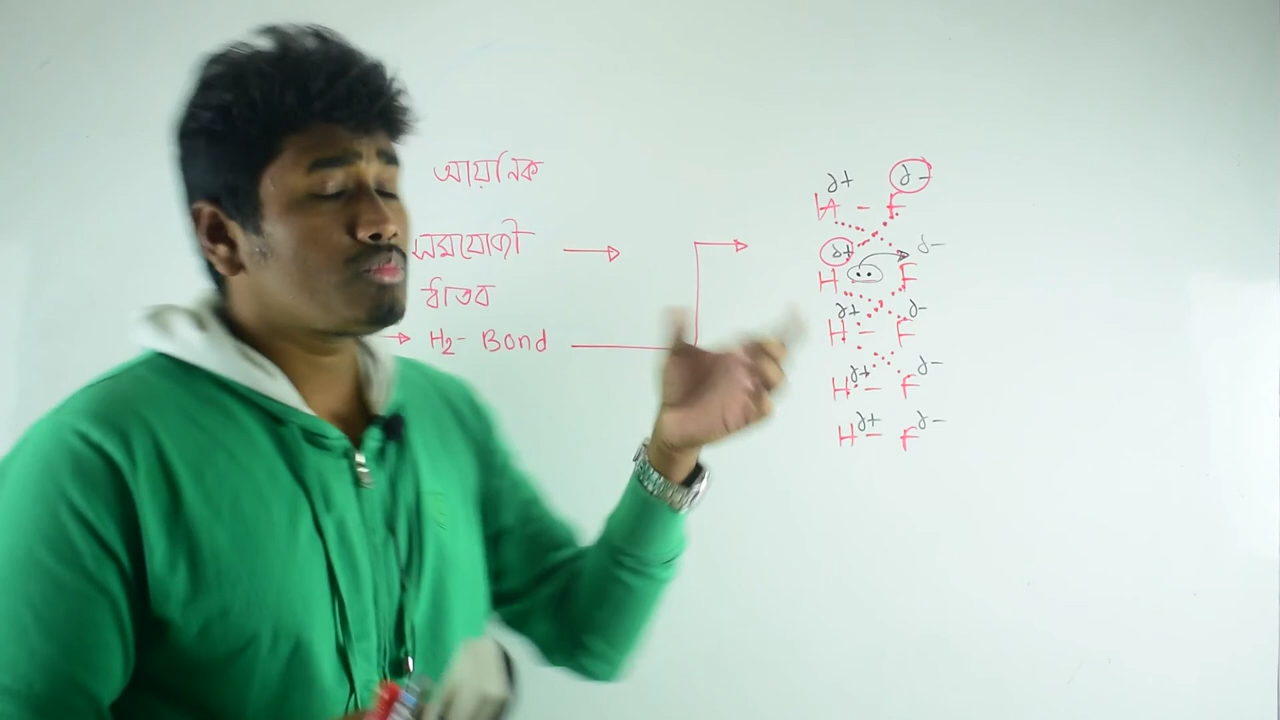 আয়নিক
সমযোজী
ধাতব
H2- Bond
∂+ ∂-
H - F
∂+ ∂-
H F
∂+ ∂-
H - F
∂+ ∂-
H - F
∂+ ∂-
H - F